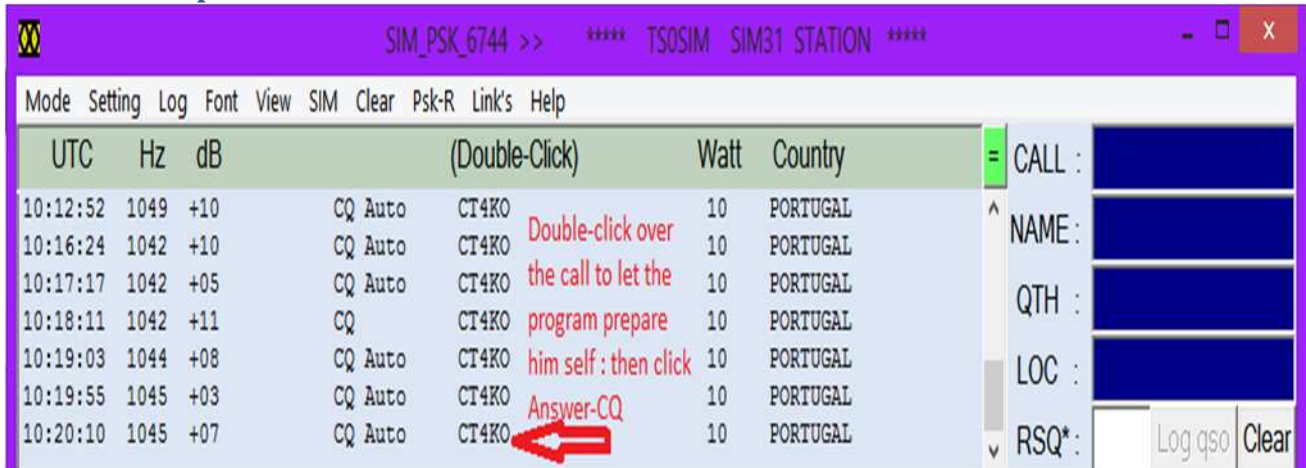 SIM_PSK_6744 >> ***** TS0SIM SIM31 STATION ***** - X
Mode Setting Log Font View SIM Clear Psk-R Link's Help
UTC Hz dB (Double-Click) Watt Country = CALL :
10:12:52 1049 +10 CQ Auto CT4KO 10 PORTUGAL
10:16:24 1042 +10 CQ Auto CT4KO 10 PORTUGAL
10:17:17 1042 +05 CQ Auto CT4KO 10 PORTUGAL
10:18:11 1042 +11 CQ CT4KO 10 PORTUGAL
10:19:03 1044 +08 CQ Auto CT4KO 10 PORTUGAL
10:19:55 1045 +03 CQ Auto CT4KO 10 PORTUGAL
10:20:10 1045 +07 CQ Auto CT4KO 10 PORTUGAL
Double-click over
the call to let the
program prepare
him self : then click
Answer-CQ
NAME :
QTH :
LOC :
RSQ* : Log qso Clear